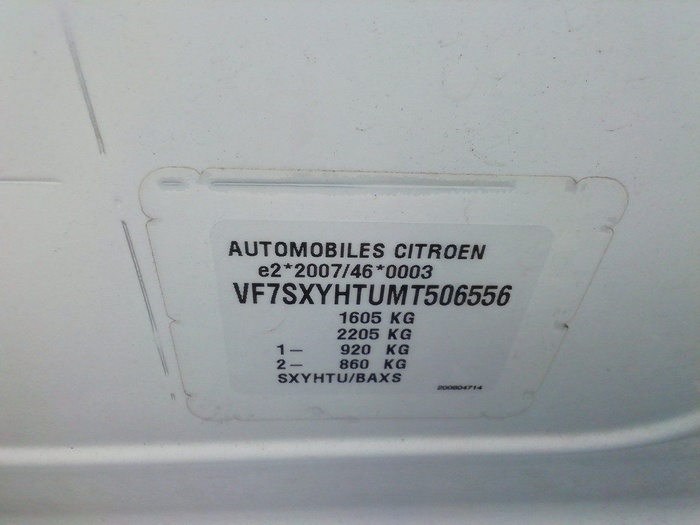 AUTOMOBILES CITROEN
e2*2007/46*0003
VF7SXYHTUMT506556
1605 KG
2205 KG
1- 920 KG
2- 860 KG
SXYHTU/BAXS
200604714